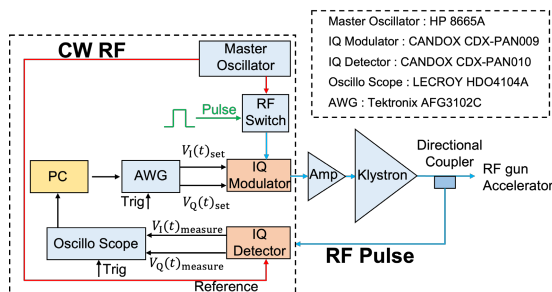 CW RF
Master
Oscillator
Pulse
RF
Switch
PC
AWG
Trig
V_I(t)_set
V_Q(t)_set
IQ
Modulator
Amp
Klystron
Directional
Coupler
RF gun
Accelerator
Oscillo Scope
Trig
V_I(t)_measure
V_Q(t)_measure
IQ
Detector
Reference
RF Pulse
Master Oscillator : HP 8665A
IQ Modulator : CANDOX CDX-PAN009
IQ Detector : CANDOX CDX-PAN010
Oscillo Scope : LECROY HDO4104A
AWG : Tektronix AFG3102C